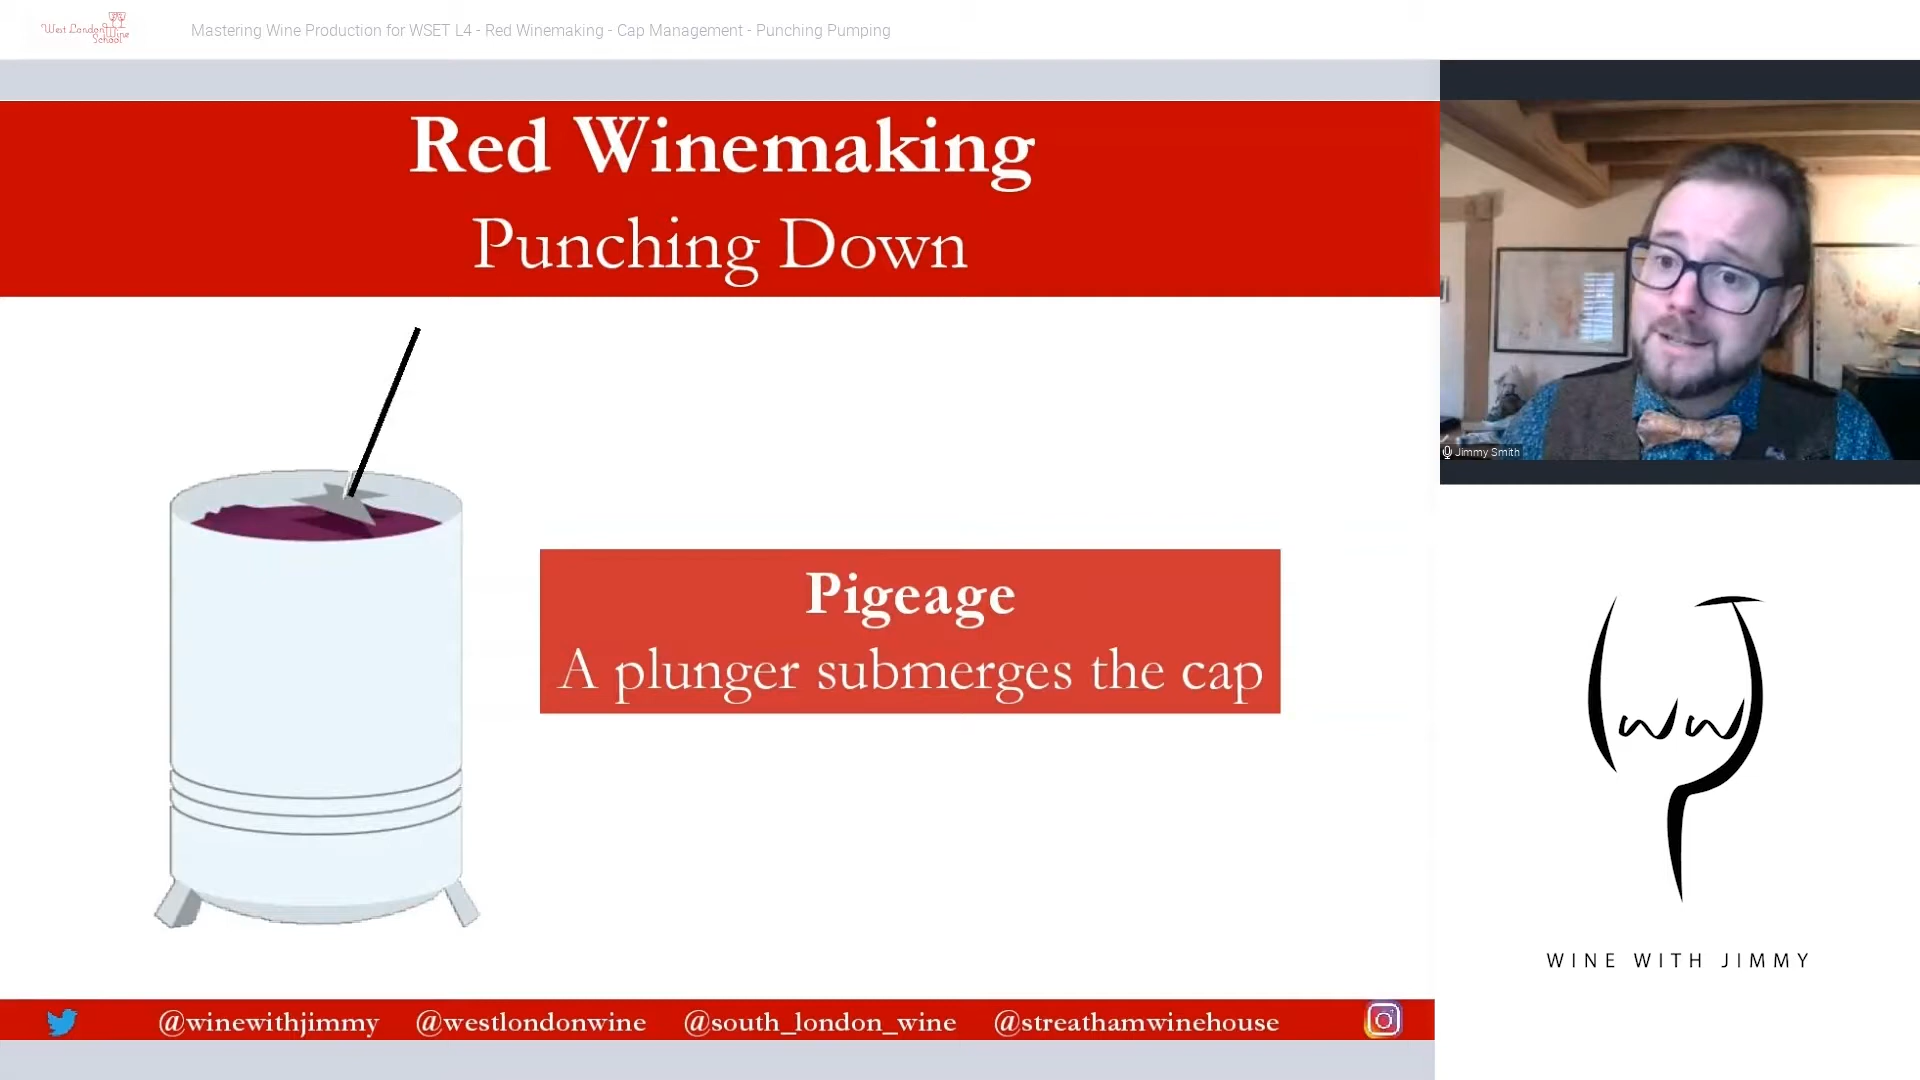 West London Wine School
Mastering Wine Production for WSET L4 - Red Winemaking - Cap Management - Punching Pumping
Red Winemaking
Punching Down
Jimmy Smith
Pigeage
A plunger submerges the cap
ww
WINE WITH JIMMY
@winewithjimmy @westlondonwine @south_london_wine @streathamwinehouse